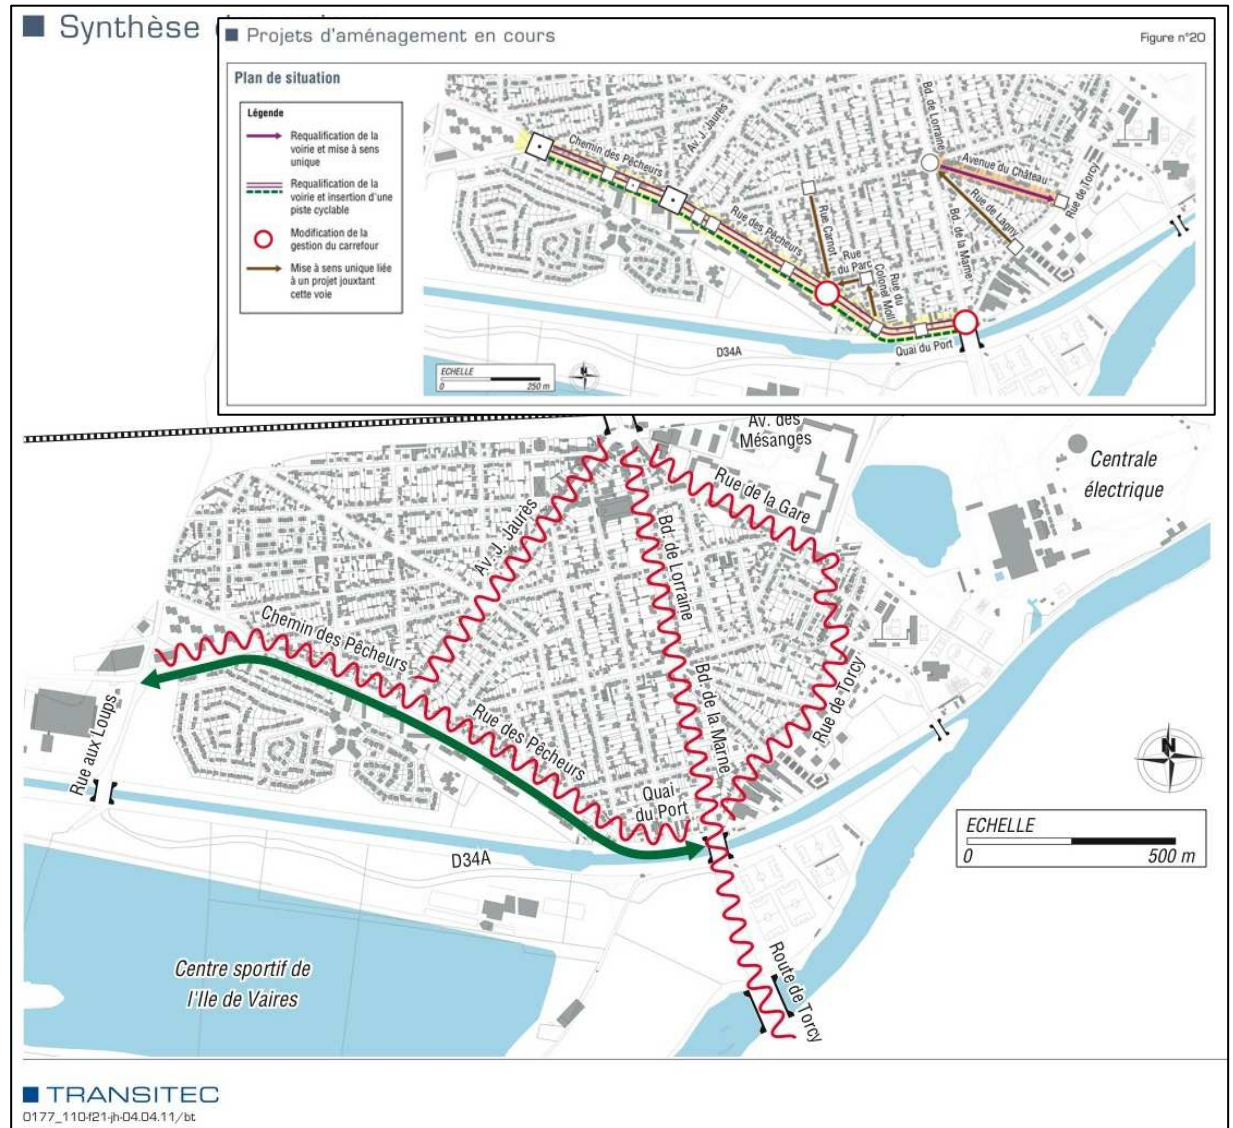 Synthèse
Projets d'aménagement en cours
Figure n°20
Plan de situation
Légende
Requalification de la
voirie et mise à sens
unique
Requalification de la
voirie et insertion d'une
piste cyclable
Modification de la
gestion du carrefour
Mise à sens unique liée
à un projet jouxtant
cette voie
Chemin des Pêcheurs
Av. J. Jaurès
Bd. de Lorraine
Avenue du Château
Rue de Torcy
Rue de Lagny
Rue des Pêcheurs
Rue Carnot
Rue
du Parc
Rue du
Colonel Moll
Bd. de la Marne
Quai du Port
D34A
ECHELLE
0 250 m
N
Av. des
Mésanges
Centrale
électrique
Rue de la Gare
Av. J. Jaurès
Bd. de Lorraine
Chemin des Pêcheurs
Rue des Pêcheurs
Bd. de la Marne
Rue de Torcy
Rue aux Loups
Quai
du Port
D34A
N
ECHELLE
0 500 m
Centre sportif de
l'Ile de Vaires
Route de Torcy
TRANSITEC
0177_110-f21-jh-04.04.11/bt